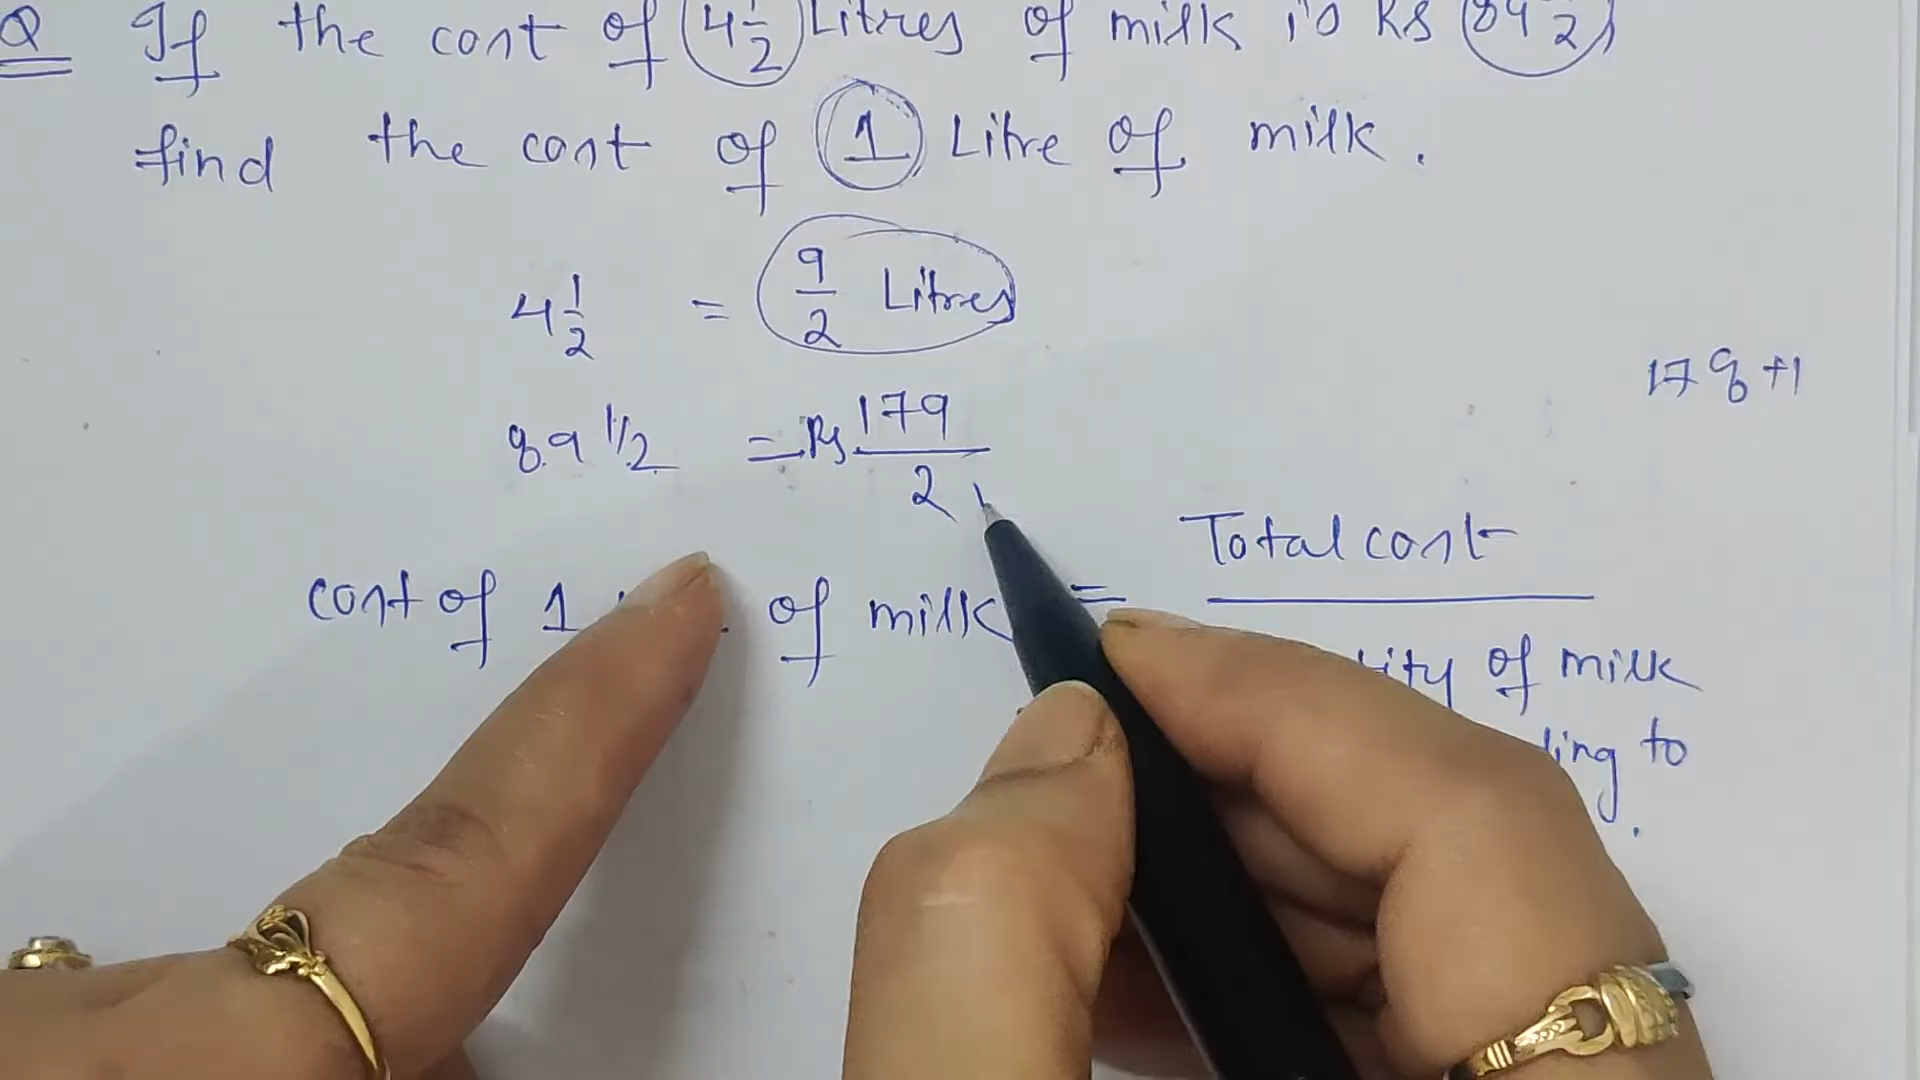 Q If the cost of 4 1/2 Litres of milk is Rs 89 1/2,
find the cost of 1 Litre of milk.
4 1/2 = 9/2 Litres
178+1
89 1/2 = Rs 179/2
cost of 1 of milk = Total cost
of milk
to